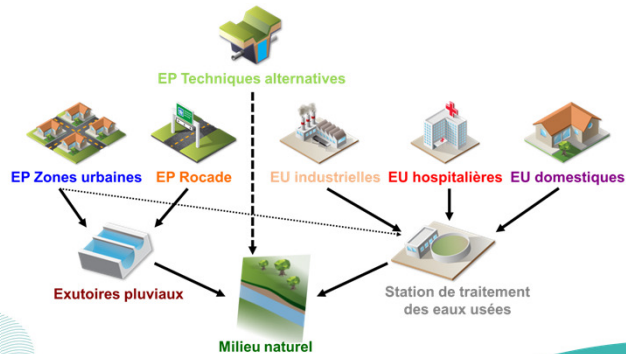 EP Techniques alternatives
EP Zones urbaines
EP Rocade
EU industrielles
EU hospitalières
EU domestiques
Exutoires pluviaux
Station de traitement
des eaux usées
Milieu naturel